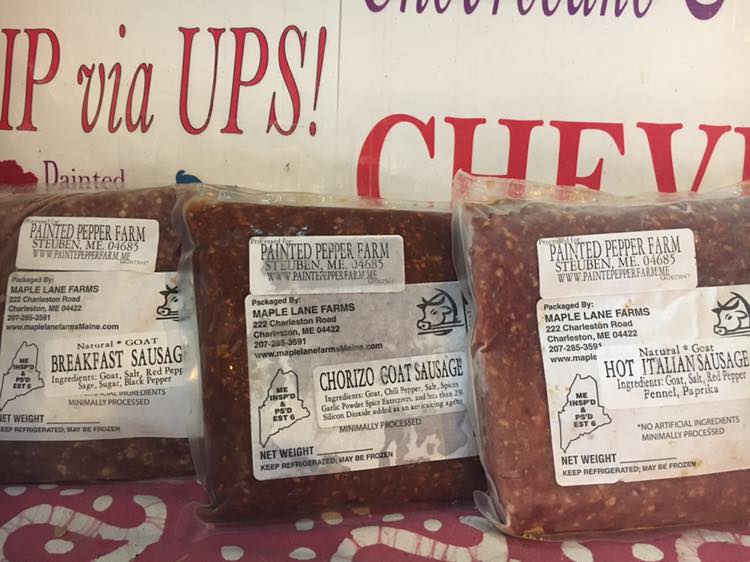 IP via UPS!
CHEV
Painted
Processed for:
PAINTED PEPPER FARM
STEUBEN, ME. 04685
WWW.PAINTEPEPPERFARM.ME
Packaged By:
MAPLE LANE FARMS
222 Charleston Road
Charleston, ME 04422
207-285-3591
www.maplelanefarmsMaine.com
Natural * GOAT
BREAKFAST SAUSAG
Ingredients: Goat, Salt, Red Pepp
Sage, Sugar, Black Pepper
INGREDIENTS
MINIMALLY PROCESSED
ME
INSP'D
&
PS'D
EST 6
NET WEIGHT
KEEP REFRIGERATED; MAY BE FROZEN
Processed for:
PAINTED PEPPER FARM
STEUBEN, ME. 04685
WWW.PAINTEPEPPERFARM.ME
Packaged By:
MAPLE LANE FARMS
222 Charleston Road
Charleston, ME 04422
207-285-3591
www.maplelanefarmsMaine.com
CHORIZO GOAT SAUSAGE
Ingredients: Goat, Chili Pepper, Salt, Spices
Garlic Powder Spice Extractives, and less than 2%
Silicon Dioxide added as an anticaking agent
MINIMALLY PROCESSED
ME
INSP'D
&
PS'D
EST 6
NET WEIGHT
KEEP REFRIGERATED; MAY BE FROZEN
Processed for:
PAINTED PEPPER FARM
STEUBEN, ME. 04685
WWW.PAINTEPEPPERFARM.ME
Packaged By:
MAPLE LANE FARMS
222 Charleston Road
Charleston, ME 04422
207-285-359
www.maple
Natural * Goat
HOT ITALIAN SAUSAGE
Ingredients: Goat, Salt, Red Pepper
Fennel, Paprika
*NO ARTIFICIAL INGREDIENTS
MINIMALLY PROCESSED
ME
INSP'D
&
PS'D
EST 6
NET WEIGHT
KEEP REFRIGERATED; MAY BE FROZEN